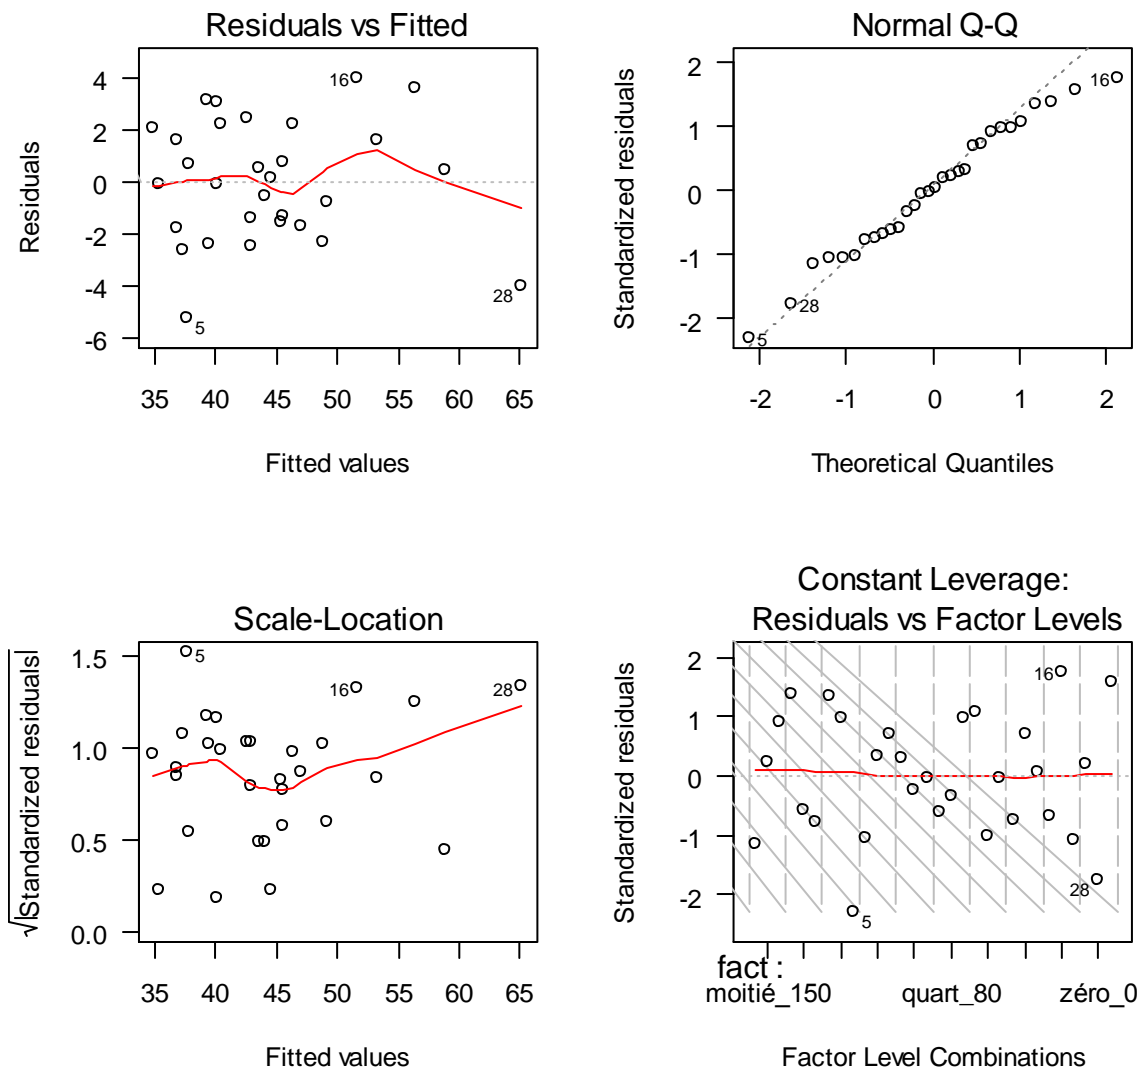 Residuals vs Fitted
Residuals
4
2
0
-2
-4
-6
16
28
5
35 40 45 50 55 60 65
Fitted values
Normal Q-Q
Standardized residuals
2
1
0
-1
-2
16
28
5
-2 -1 0 1 2
Theoretical Quantiles
Scale-Location
√|Standardized residuals|
1.5
1.0
0.5
0.0
5
16
28
35 40 45 50 55 60 65
Fitted values
Constant Leverage:
Residuals vs Factor Levels
Standardized residuals
2
1
0
-1
-2
16
28
5
fact :
moitié_150 quart_80 zéro_0
Factor Level Combinations